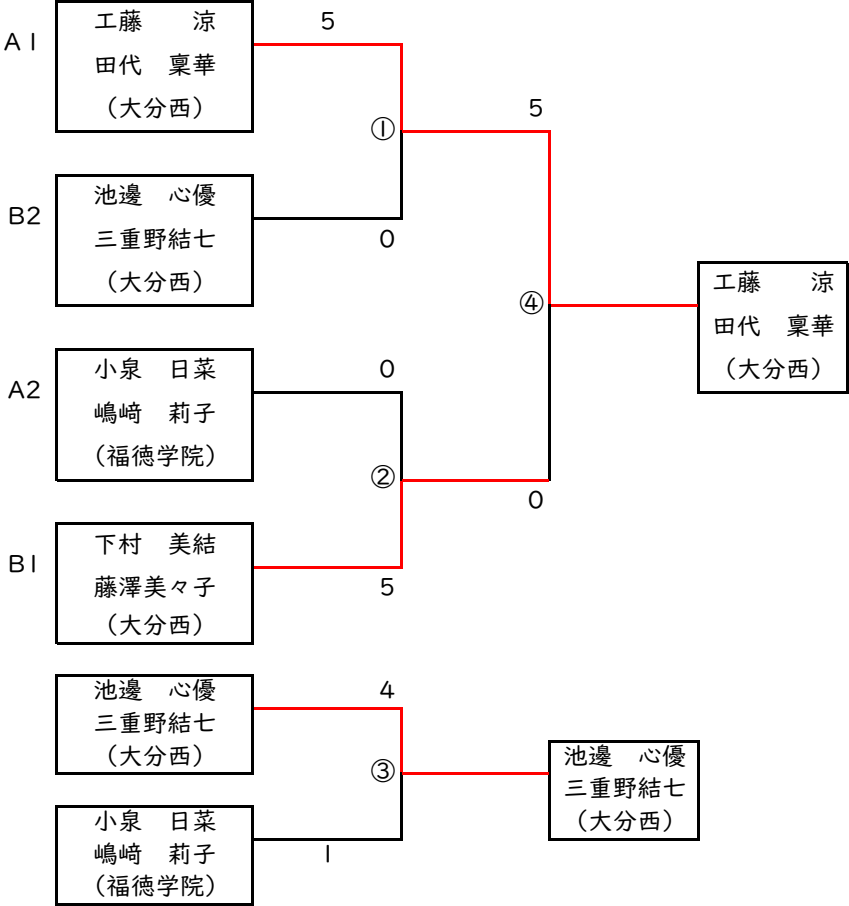 A1
工藤　　涼
田代　稟華
（大分西）
5
①
B2
池邊　心優
三重野結七
（大分西）
0
5
④
工藤　　涼
田代　稟華
（大分西）
A2
小泉　日菜
嶋﨑　莉子
（福徳学院）
0
②
0
B1
下村　美結
藤澤美々子
（大分西）
5
池邊　心優
三重野結七
（大分西）
4
③
池邊　心優
三重野結七
（大分西）
小泉　日菜
嶋﨑　莉子
（福徳学院）
1